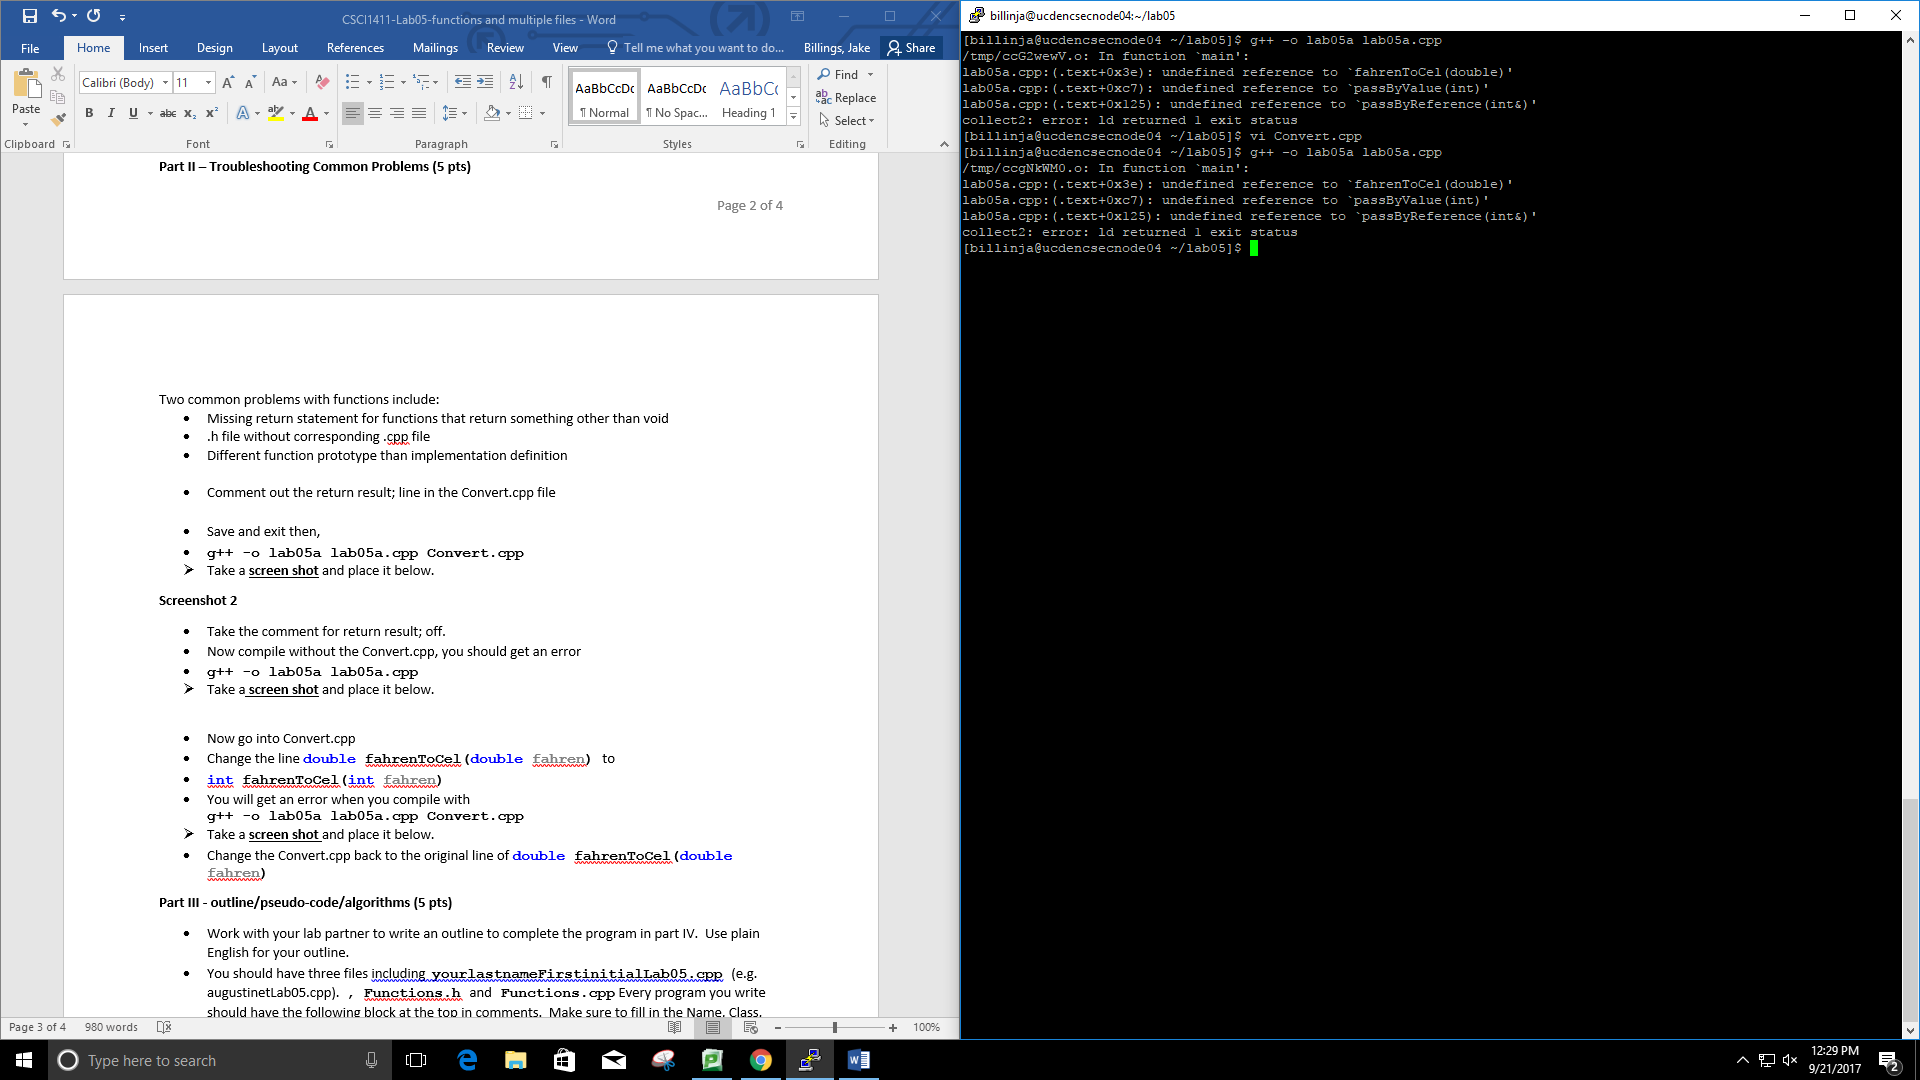 CSCI1411-Lab05-functions and multiple files - Word
File Home Insert Design Layout References Mailings Review View Tell me what you want to do... Billings, Jake Share
Paste
Calibri (Body) 11 A A Aa
B I U abc x₂ x² A ab A
AaBbCcDc AaBbCcDc AaBbCc
¶ Normal ¶ No Spac... Heading 1
Find
Replace
Select
Clipboard Font Paragraph Styles Editing
Part II – Troubleshooting Common Problems (5 pts)
Page 2 of 4
Two common problems with functions include:
• Missing return statement for functions that return something other than void
• .h file without corresponding .cpp file
• Different function prototype than implementation definition
• Comment out the return result; line in the Convert.cpp file
• Save and exit then,
• g++ -o lab05a lab05a.cpp Convert.cpp
➢ Take a screen shot and place it below.
Screenshot 2
• Take the comment for return result; off.
• Now compile without the Convert.cpp, you should get an error
• g++ -o lab05a lab05a.cpp
➢ Take a screen shot and place it below.
• Now go into Convert.cpp
• Change the line double fahrenToCel(double fahren) to
• int fahrenToCel(int fahren)
• You will get an error when you compile with
g++ -o lab05a lab05a.cpp Convert.cpp
➢ Take a screen shot and place it below.
• Change the Convert.cpp back to the original line of double fahrenToCel(double
fahren)
Part III - outline/pseudo-code/algorithms (5 pts)
• Work with your lab partner to write an outline to complete the program in part IV. Use plain
English for your outline.
• You should have three files including yourlastnameFirstinitialLab05.cpp (e.g.
augustinetLab05.cpp). , Functions.h and Functions.cpp Every program you write
should have the following block at the top in comments. Make sure to fill in the Name, Class,
Page 3 of 4 980 words 100%
billinja@ucdencsecnode04:~/lab05
[billinja@ucdencsecnode04 ~/lab05]$ g++ -o lab05a lab05a.cpp
/tmp/ccG2wewV.o: In function `main':
lab05a.cpp:(.text+0x3e): undefined reference to `fahrenToCel(double)'
lab05a.cpp:(.text+0xc7): undefined reference to `passByValue(int)'
lab05a.cpp:(.text+0x125): undefined reference to `passByReference(int&)'
collect2: error: ld returned 1 exit status
[billinja@ucdencsecnode04 ~/lab05]$ vi Convert.cpp
[billinja@ucdencsecnode04 ~/lab05]$ g++ -o lab05a lab05a.cpp
/tmp/ccgNkWM0.o: In function `main':
lab05a.cpp:(.text+0x3e): undefined reference to `fahrenToCel(double)'
lab05a.cpp:(.text+0xc7): undefined reference to `passByValue(int)'
lab05a.cpp:(.text+0x125): undefined reference to `passByReference(int&)'
collect2: error: ld returned 1 exit status
[billinja@ucdencsecnode04 ~/lab05]$
Type here to search
12:29 PM
9/21/2017
2